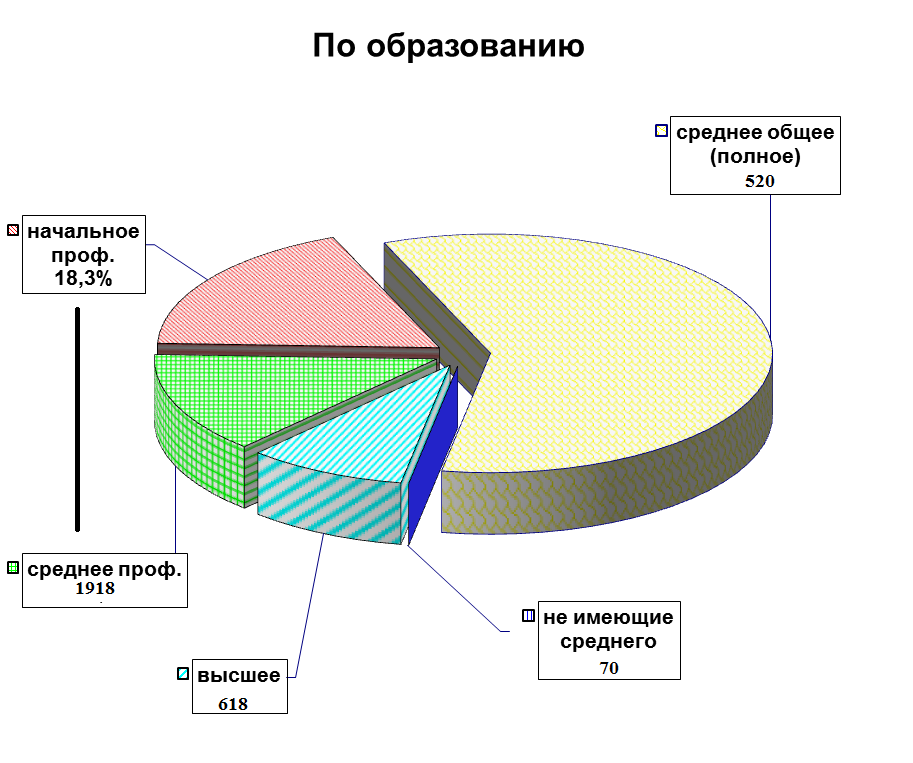 По образованию
среднее общее
(полное)
520
начальное
проф.
18,3%
среднее проф.
1918
не имеющие
среднего
70
высшее
618